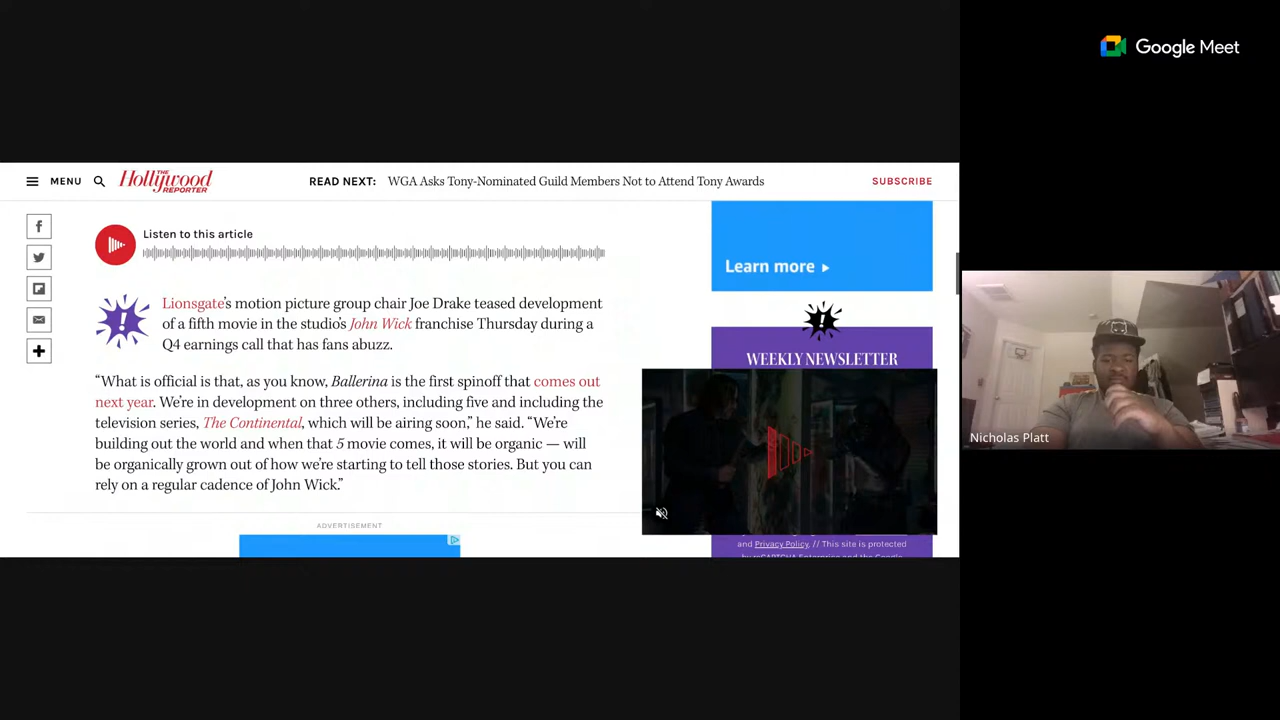 Google Meet
MENU
THE
Hollywood
REPORTER
READ NEXT: WGA Asks Tony-Nominated Guild Members Not to Attend Tony Awards
SUBSCRIBE
Listen to this article
Lionsgate's motion picture group chair Joe Drake teased development
of a fifth movie in the studio's John Wick franchise Thursday during a
Q4 earnings call that has fans abuzz.
“What is official is that, as you know, Ballerina is the first spinoff that comes out
next year. We're in development on three others, including five and including the
television series, The Continental, which will be airing soon,” he said. “We're
building out the world and when that 5 movie comes, it will be organic — will
be organically grown out of how we're starting to tell those stories. But you can
rely on a regular cadence of John Wick.”
ADVERTISEMENT
Learn more
WEEKLY NEWSLETTER
and Privacy Policy. // This site is protected
by reCAPTCHA Enterprise and the Google
Nicholas Platt